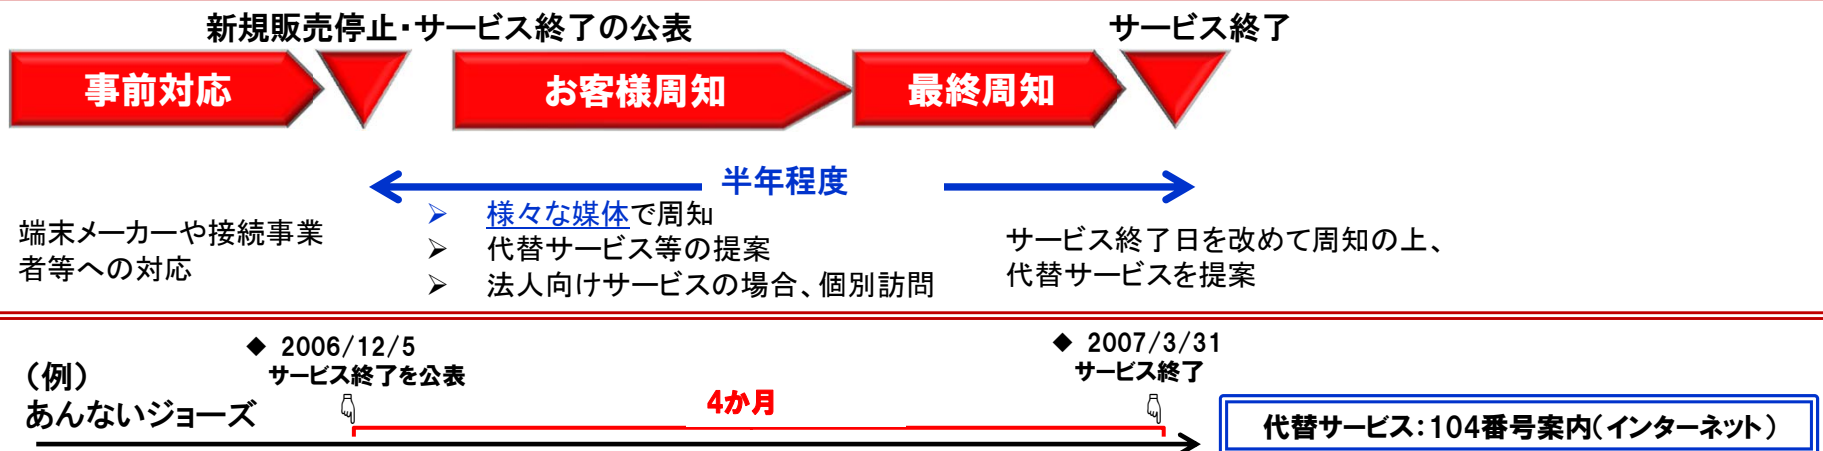 新規販売停止・サービス終了の公表
サービス終了
事前対応
お客様周知
最終周知
半年程度
端末メーカーや接続事業
者等への対応
➢ 様々な媒体で周知
➢ 代替サービス等の提案
➢ 法人向けサービスの場合、個別訪問
サービス終了日を改めて周知の上、
代替サービスを提案
(例)
あんないジョーズ
◆ 2006/12/5
サービス終了を公表
4か月
◆ 2007/3/31
サービス終了
代替サービス:104番号案内(インターネット)